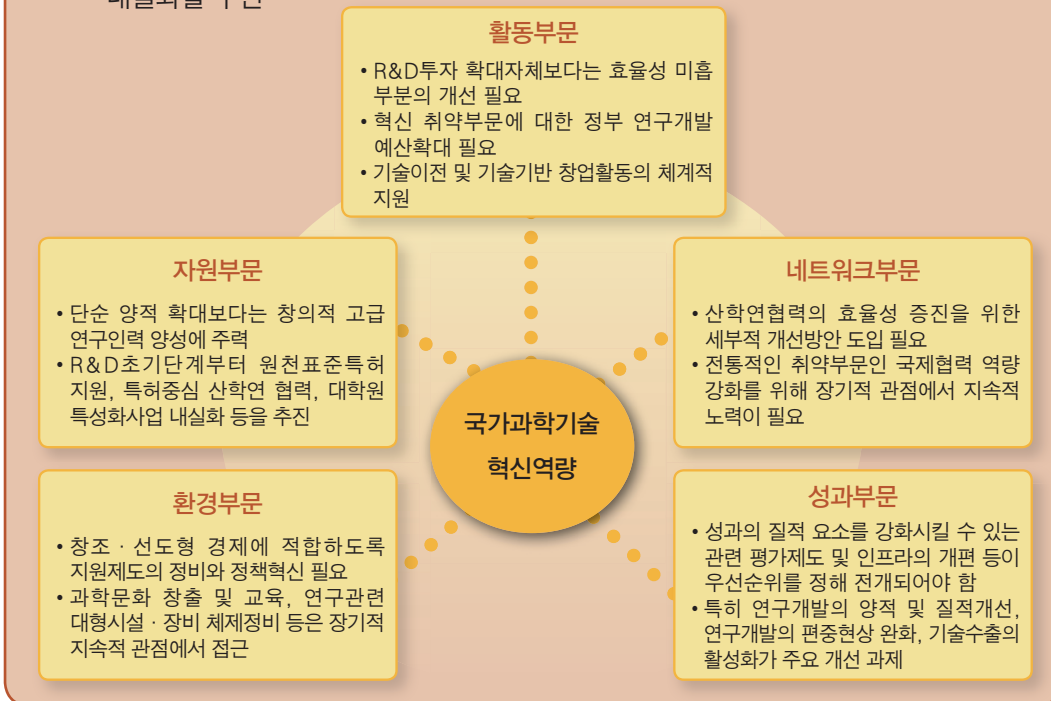 활동부문
• R&D투자 확대자체보다는 효율성 미흡
부분의 개선 필요
• 혁신 취약부문에 대한 정부 연구개발
예산확대 필요
• 기술이전 및 기술기반 창업활동의 체계적
지원
자원부문
• 단순 양적 확대보다는 창의적 고급
연구인력 양성에 주력
• R&D초기단계부터 원천표준특허
지원, 특허중심 산학연 협력, 대학원
특성화사업 내실화 등을 추진
네트워크부문
• 산학연협력의 효율성 증진을 위한
세부적 개선방안 도입 필요
• 전통적인 취약부문인 국제협력 역량
강화를 위해 장기적 관점에서 지속적
노력이 필요
국가과학기술
혁신역량
환경부문
• 창조 · 선도형 경제에 적합하도록
지원제도의 정비와 정책혁신 필요
• 과학문화 창출 및 교육, 연구관련
대형시설 · 장비 체제정비 등은 장기적
지속적 관점에서 접근
성과부문
• 성과의 질적 요소를 강화시킬 수 있는
관련 평가제도 및 인프라의 개편 등이
우선순위를 정해 전개되어야 함
• 특히 연구개발의 양적 및 질적개선,
연구개발의 편중현상 완화, 기술수출의
활성화가 주요 개선 과제